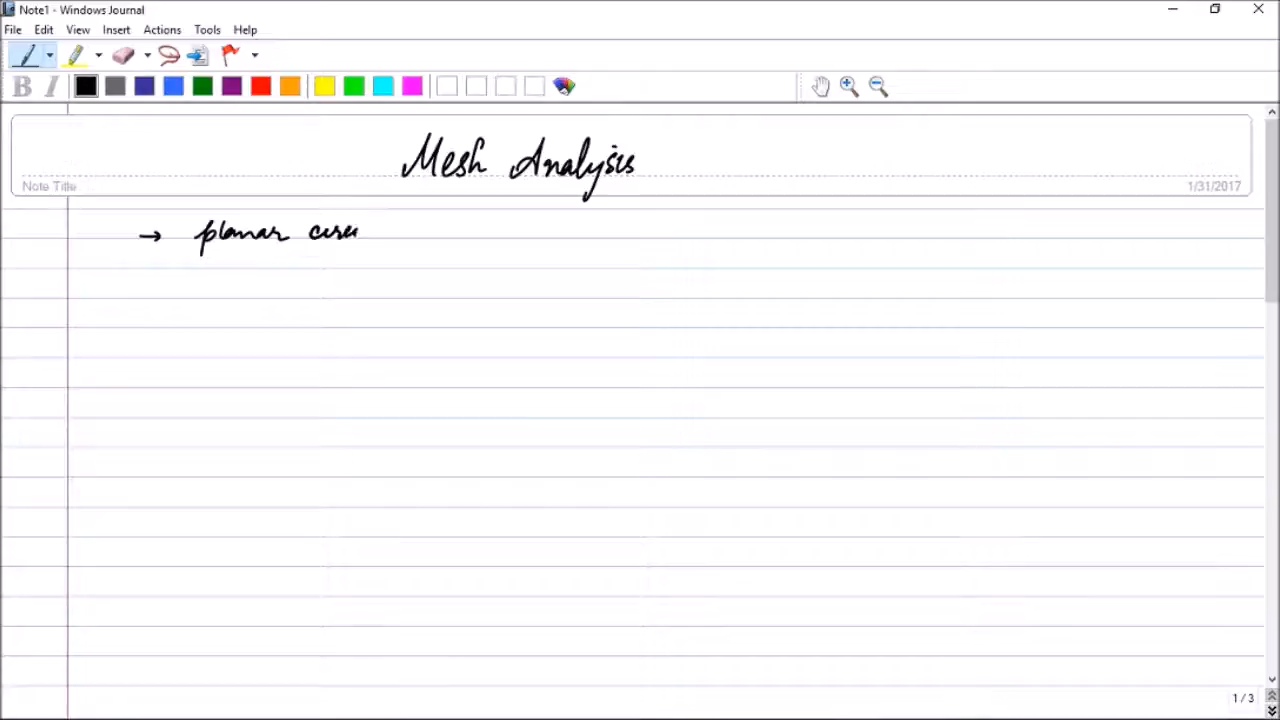 Note1 - Windows Journal
File Edit View Insert Actions Tools Help
B I
Mesh Analysis
Note Title
1/31/2017
→ planar
1 / 3